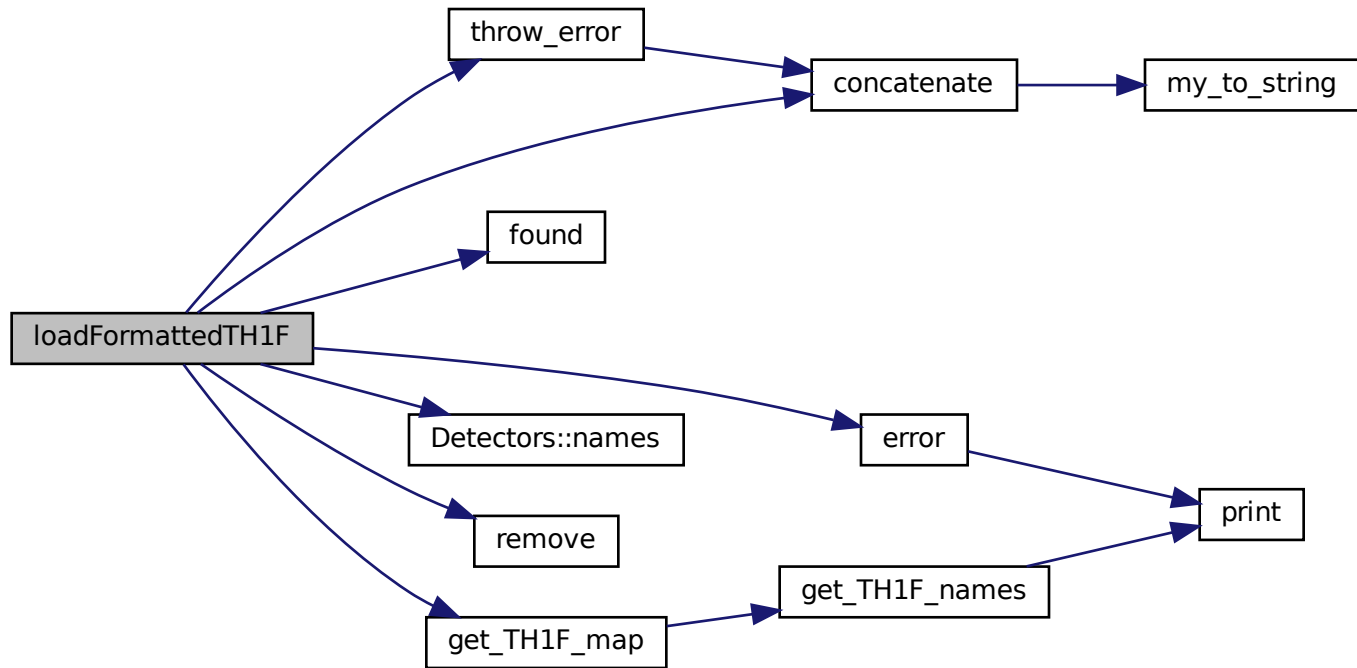 throw_error
concatenate
my_to_string
found
loadFormattedTH1F
Detectors::names
error
remove
print
get_TH1F_names
get_TH1F_map